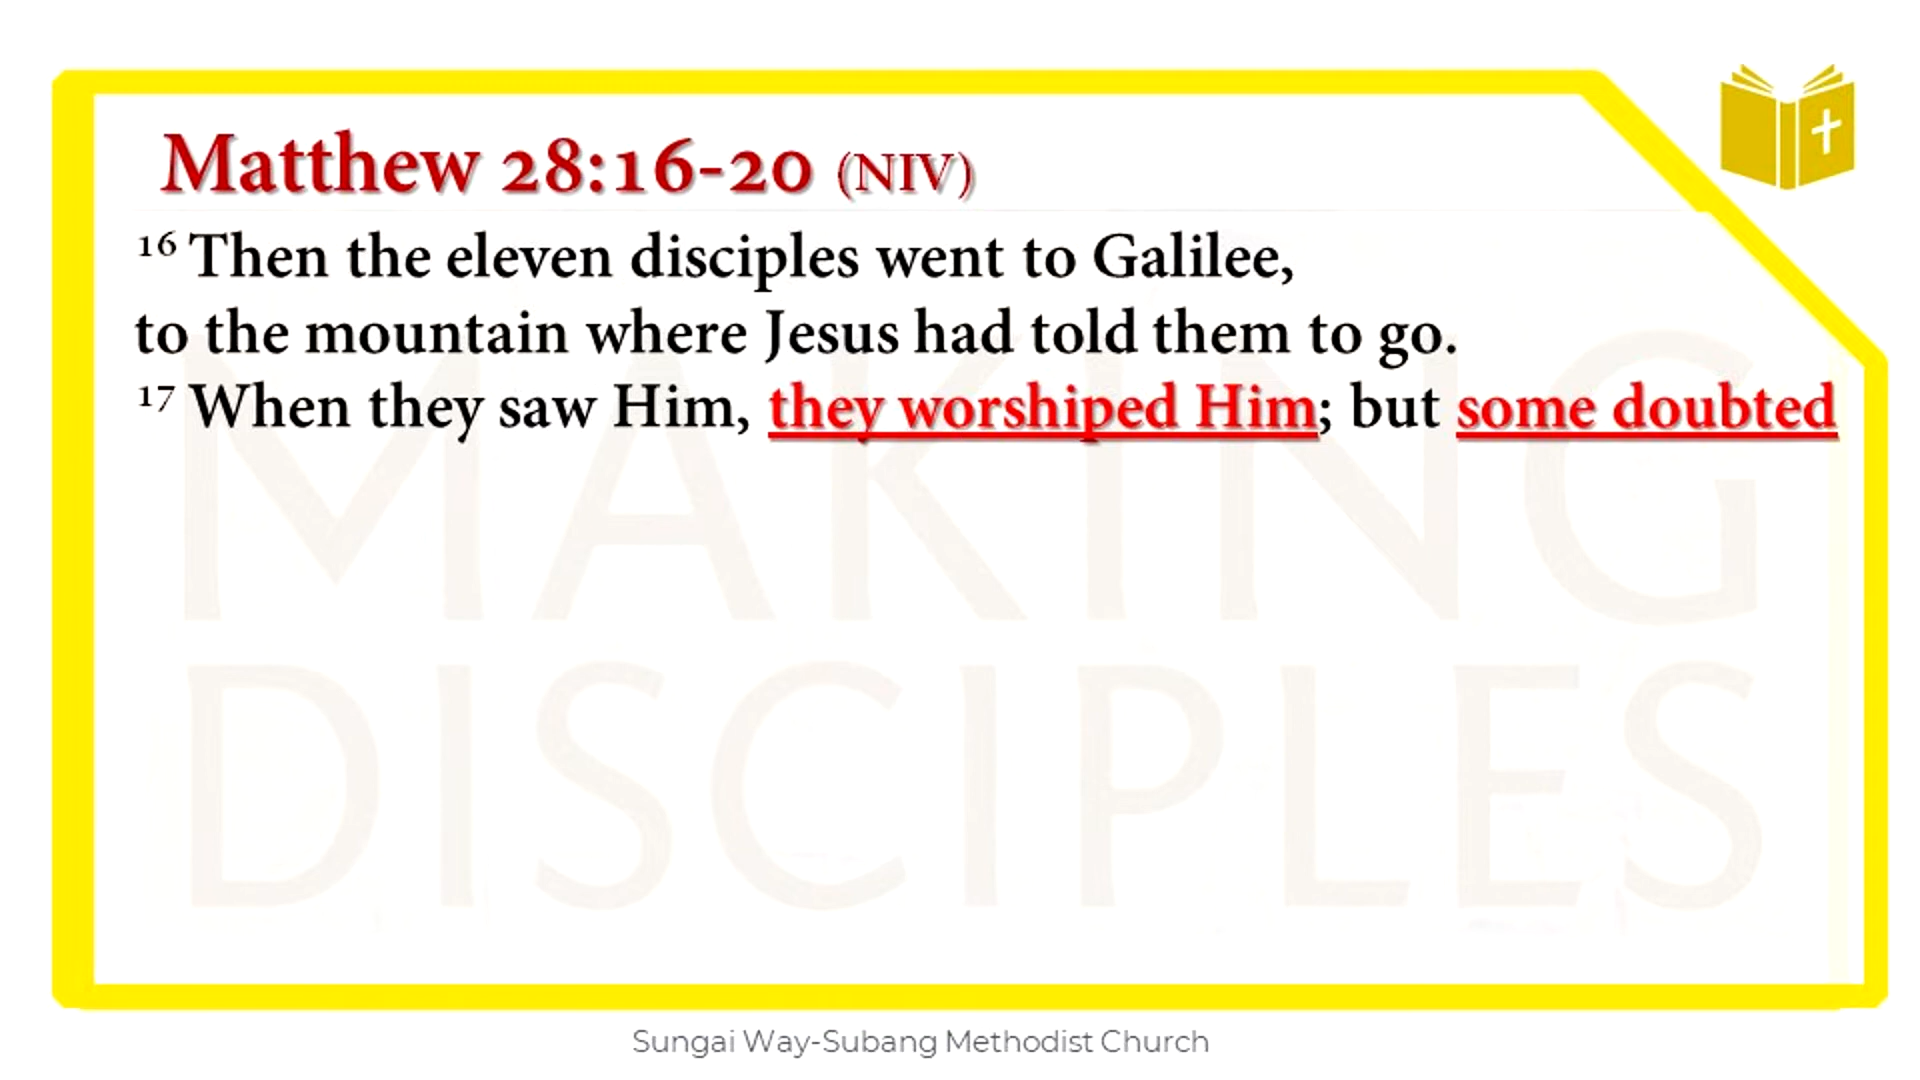 Matthew 28:16-20 (NIV)
16 Then the eleven disciples went to Galilee,
to the mountain where Jesus had told them to go.
17 When they saw Him, they worshiped Him; but some doubted
MAKING
DISCIPLES
Sungai Way-Subang Methodist Church